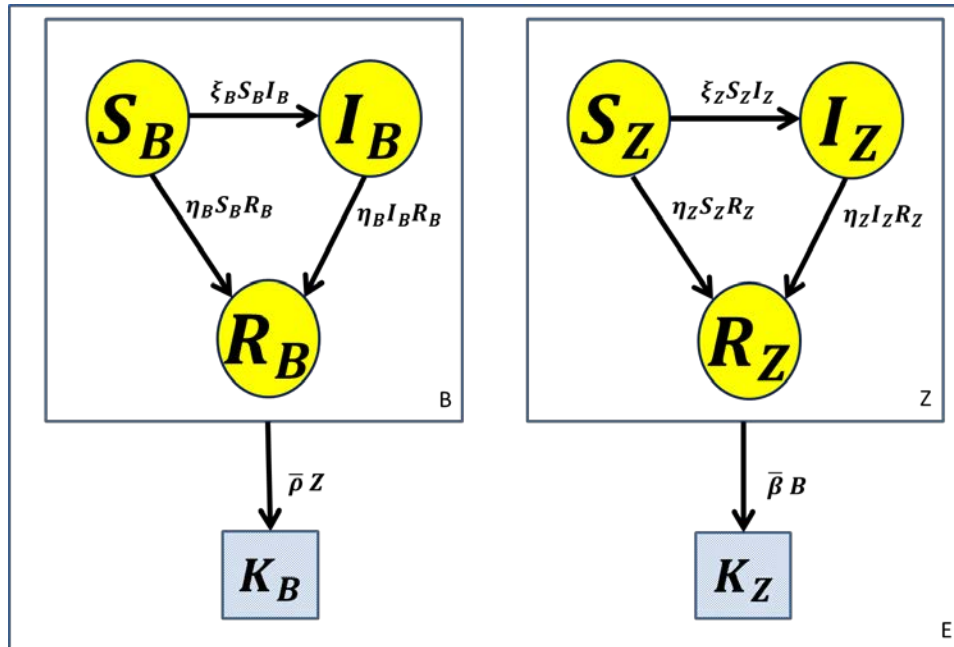 ξ_B S_B I_B
S_B
I_B
η_B S_B R_B
η_B I_B R_B
R_B
B
ρ̅ Z
K_B
ξ_Z S_Z I_Z
S_Z
I_Z
η_Z S_Z R_Z
η_Z I_Z R_Z
R_Z
Z
β̅ B
K_Z
E